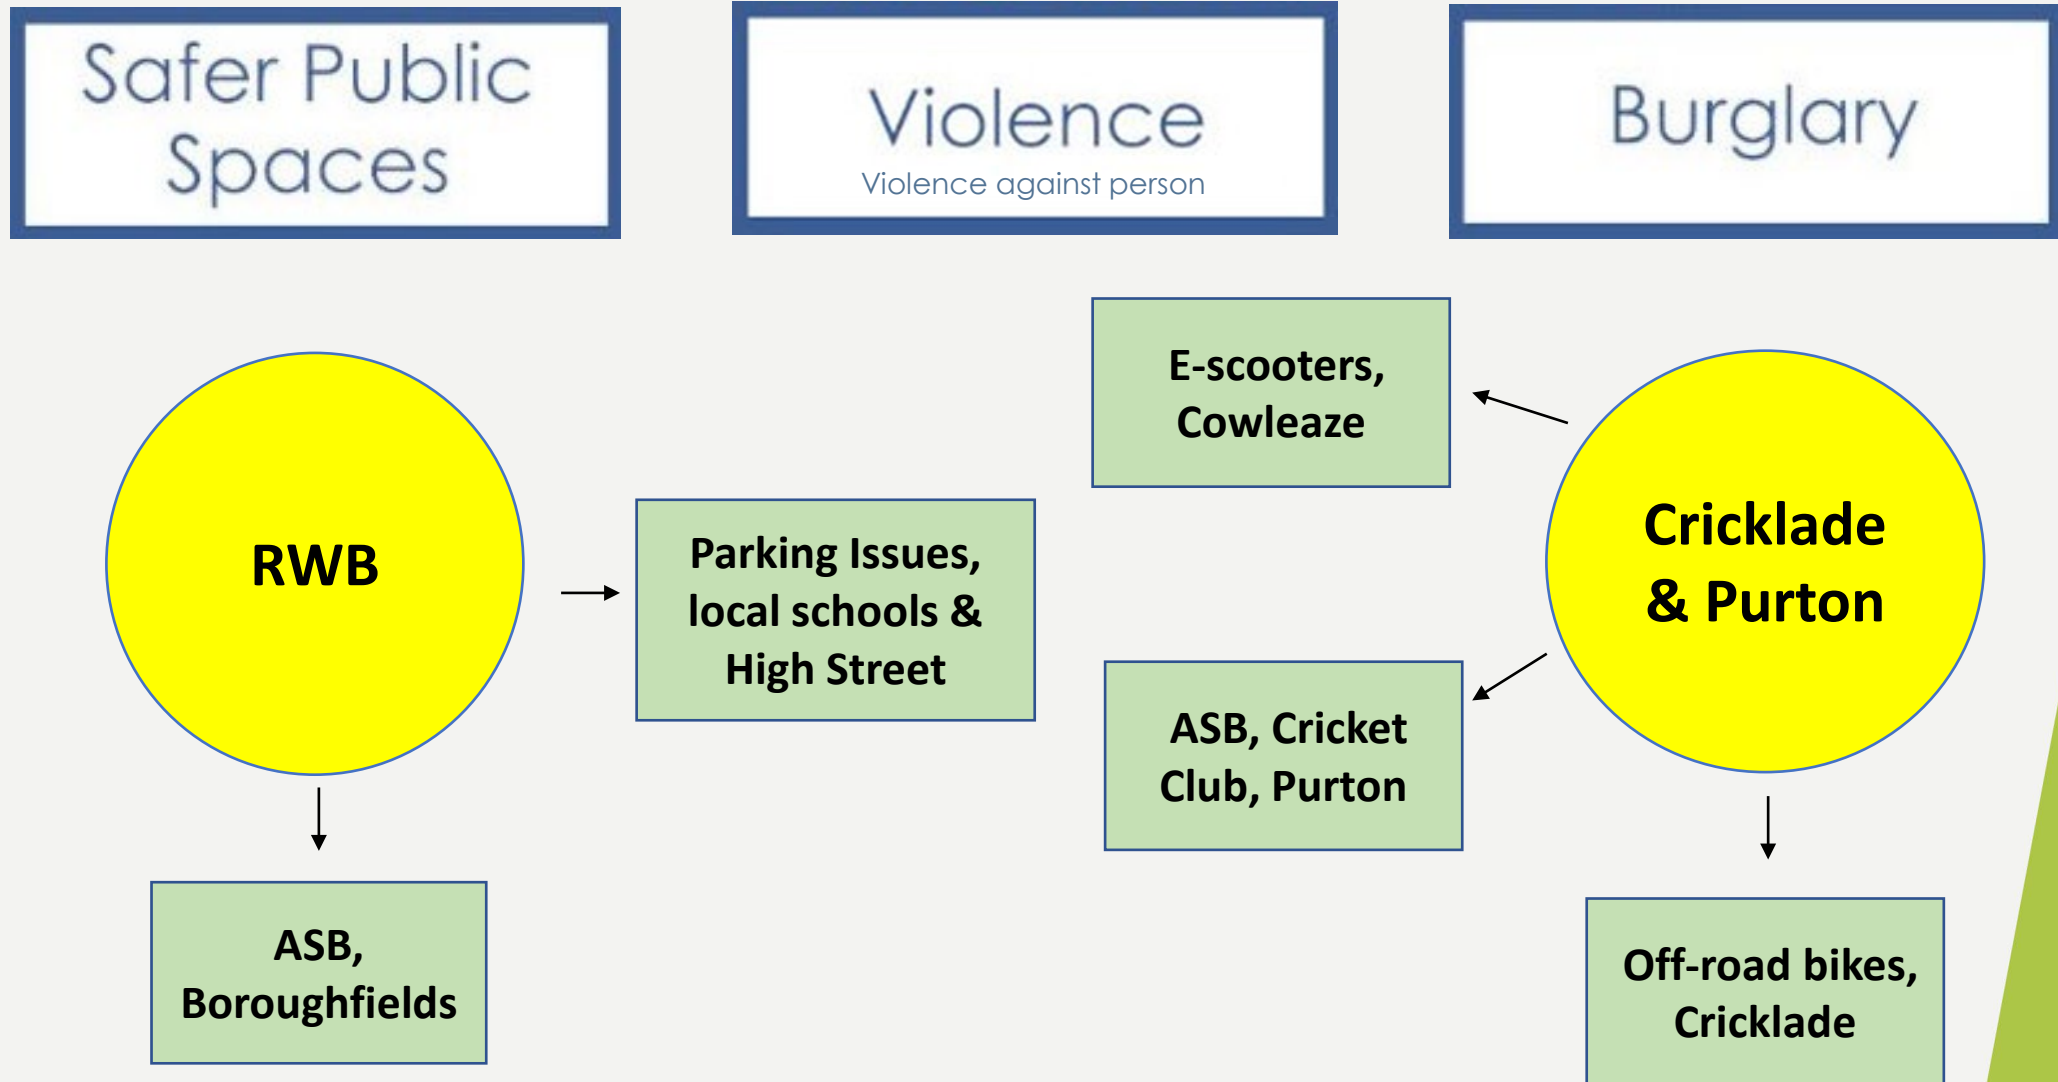 Safer Public
Spaces
Violence
Violence against person
Burglary
RWB
Parking Issues,
local schools &
High Street
ASB,
Boroughfields
E-scooters,
Cowleaze
Cricklade
& Purton
ASB, Cricket
Club, Purton
Off-road bikes,
Cricklade